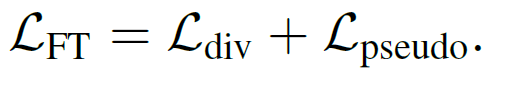 ℒ_FT = ℒ_div + ℒ_pseudo.